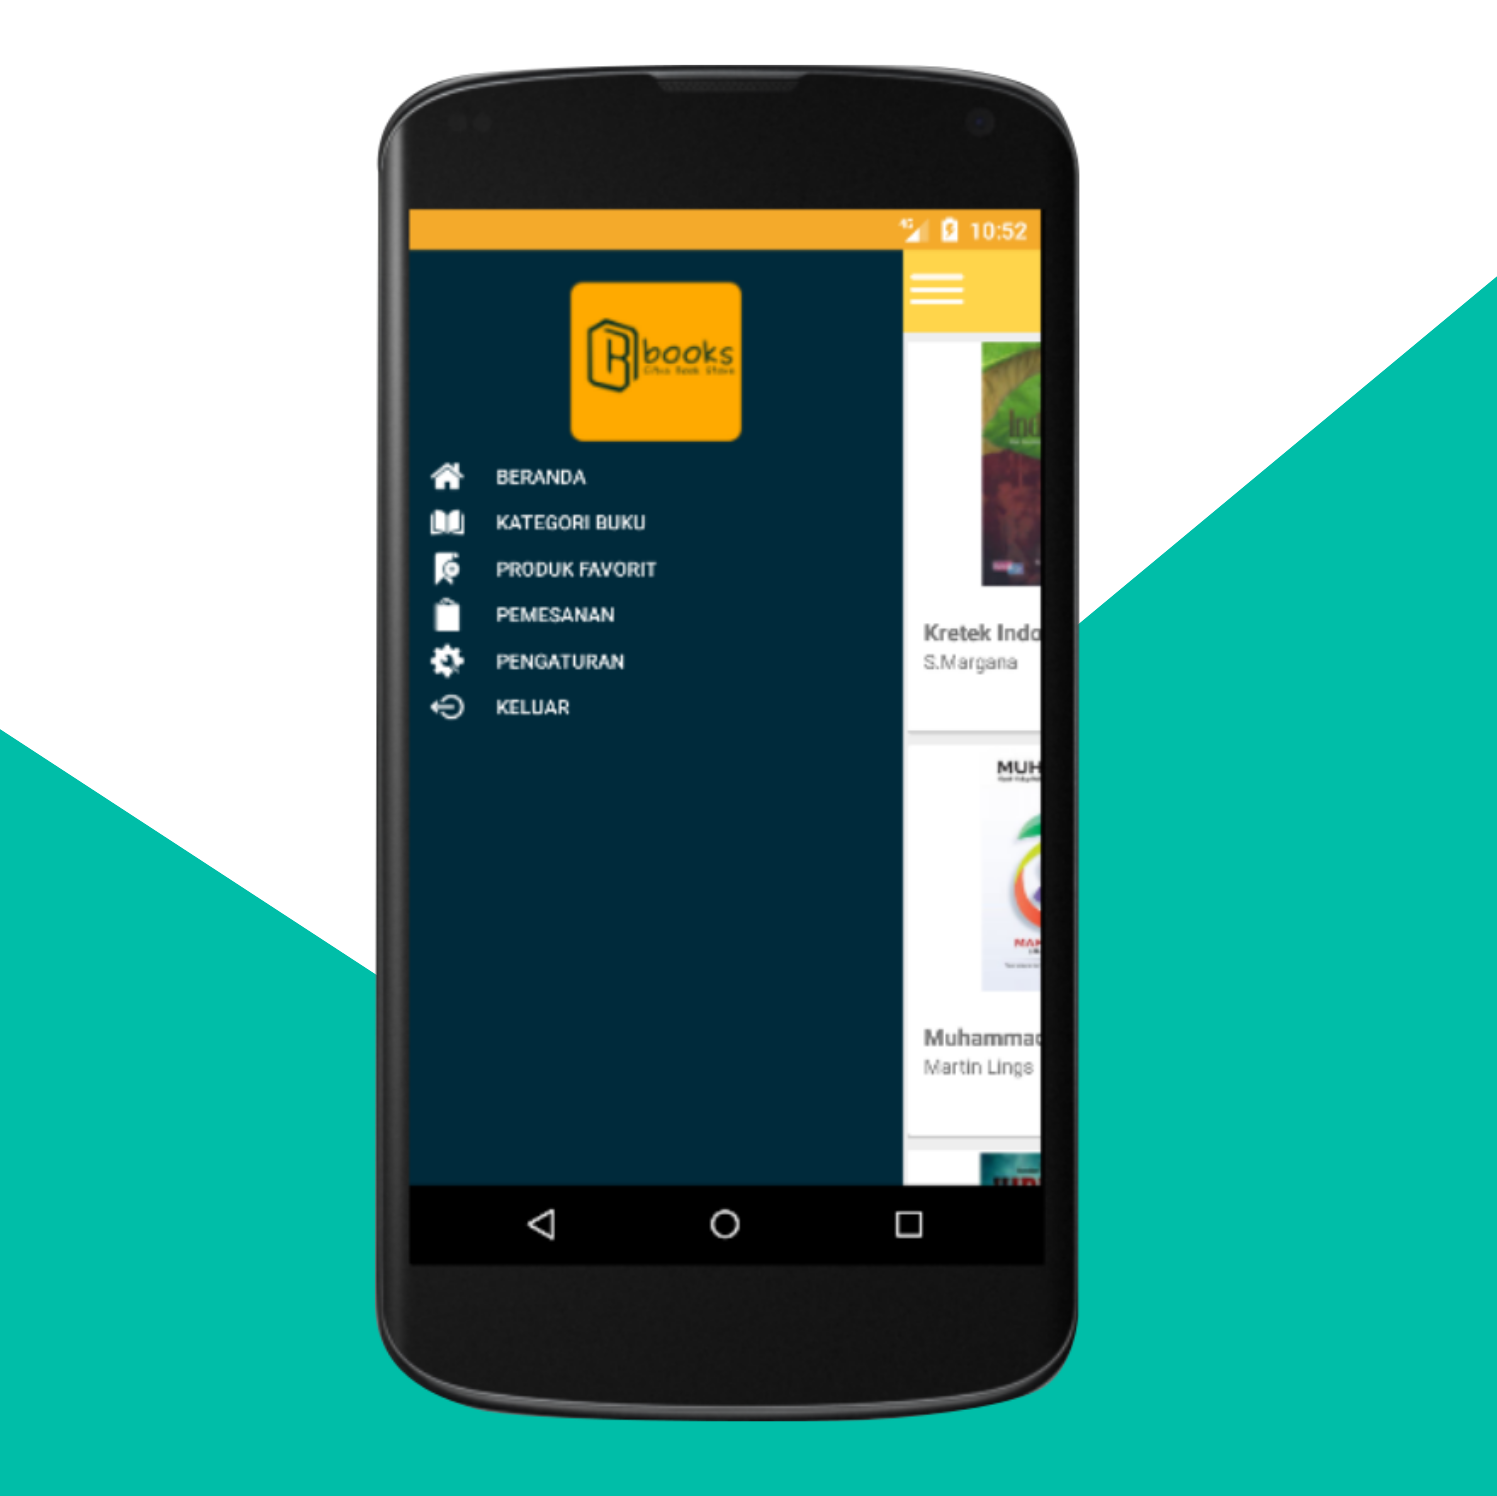 4G 10:52
books
BERANDA
KATEGORI BUKU
PRODUK FAVORIT
PEMESANAN
PENGATURAN
KELUAR
Ind
Kretek Indo
S.Margana
MUH
Muhammad
Martin Lings